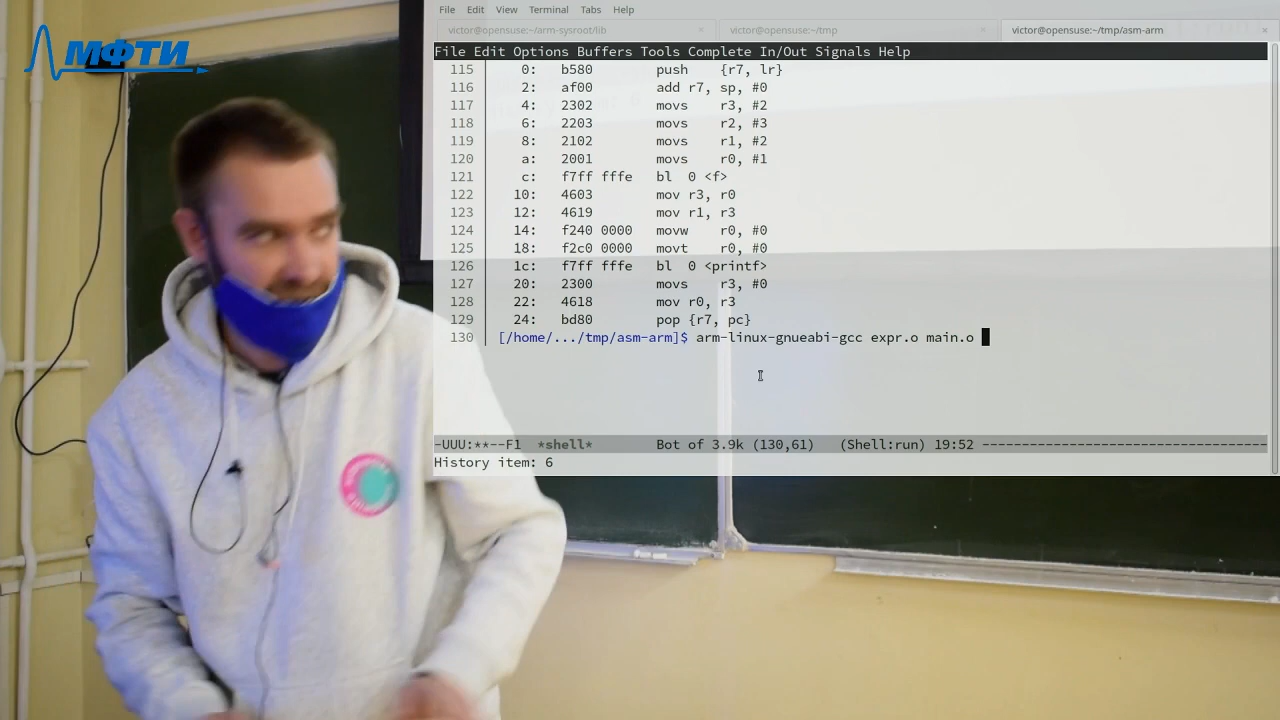 МФТИ
File Edit View Terminal Tabs Help
victor@opensuse:~/arm-sysroot/lib × victor@opensuse:~/tmp × victor@opensuse:~/tmp/asm-arm ×
File Edit Options Buffers Tools Complete In/Out Signals Help
115 0: b580 push {r7, lr}
116 2: af00 add r7, sp, #0
117 4: 2302 movs r3, #2
118 6: 2203 movs r2, #3
119 8: 2102 movs r1, #2
120 a: 2001 movs r0, #1
121 c: f7ff fffe bl 0 <f>
122 10: 4603 mov r3, r0
123 12: 4619 mov r1, r3
124 14: f240 0000 movw r0, #0
125 18: f2c0 0000 movt r0, #0
126 1c: f7ff fffe bl 0 <printf>
127 20: 2300 movs r3, #0
128 22: 4618 mov r0, r3
129 24: bd80 pop {r7, pc}
130 [/home/.../tmp/asm-arm]$ arm-linux-gnueabi-gcc expr.o main.o
-UUU:**--F1 *shell* Bot of 3.9k (130,61) (Shell:run) 19:52 ------------------------------------
History item: 6